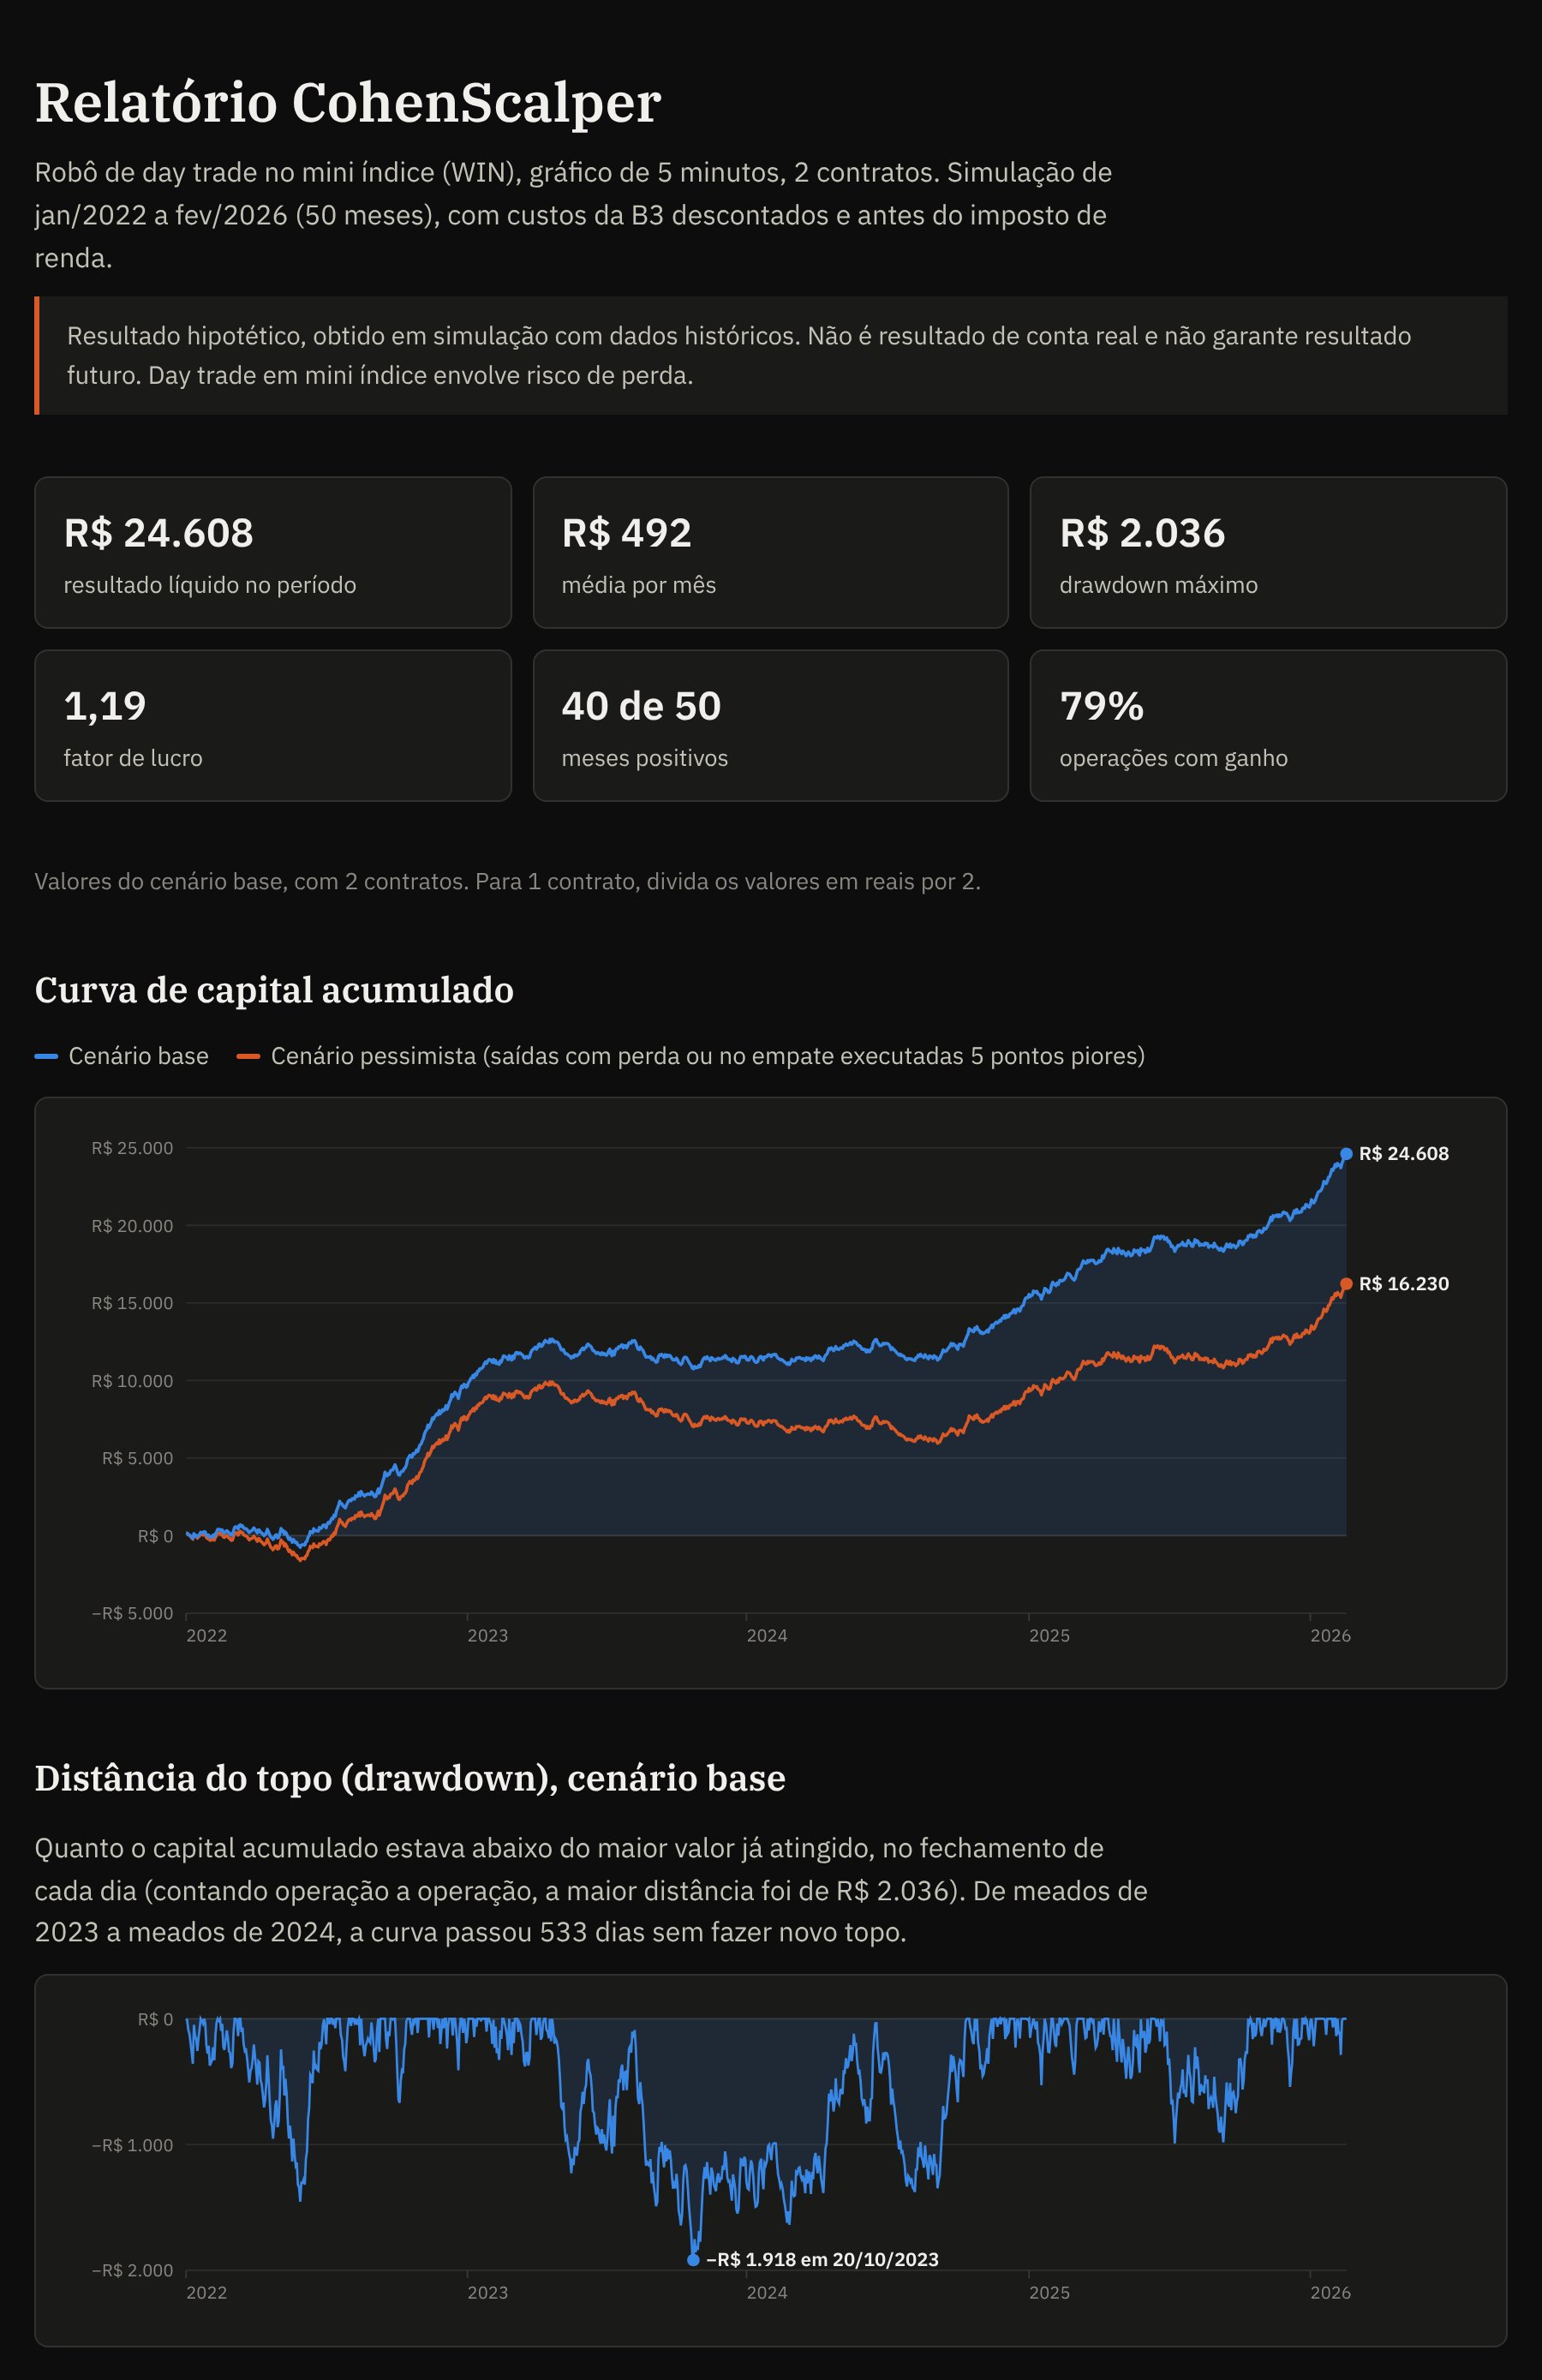 Relatório CohenScalper
Robô de day trade no mini índice (WIN), gráfico de 5 minutos, 2 contratos. Simulação de
jan/2022 a fev/2026 (50 meses), com custos da B3 descontados e antes do imposto de
renda.
Resultado hipotético, obtido em simulação com dados históricos. Não é resultado de conta real e não garante resultado
futuro. Day trade em mini índice envolve risco de perda.
R$ 24.608
resultado líquido no período
R$ 492
média por mês
R$ 2.036
drawdown máximo
1,19
fator de lucro
40 de 50
meses positivos
79%
operações com ganho
Valores do cenário base, com 2 contratos. Para 1 contrato, divida os valores em reais por 2.
Curva de capital acumulado
Cenário base
Cenário pessimista (saídas com perda ou no empate executadas 5 pontos piores)
R$ 25.000
R$ 24.608
R$ 20.000
R$ 16.230
R$ 15.000
R$ 10.000
R$ 5.000
R$ 0
−R$ 5.000
2022
2023
2024
2025
2026
Distância do topo (drawdown), cenário base
Quanto o capital acumulado estava abaixo do maior valor já atingido, no fechamento de
cada dia (contando operação a operação, a maior distância foi de R$ 2.036). De meados de
2023 a meados de 2024, a curva passou 533 dias sem fazer novo topo.
R$ 0
−R$ 1.000
−R$ 1.918 em 20/10/2023
−R$ 2.000
2022
2023
2024
2025
2026